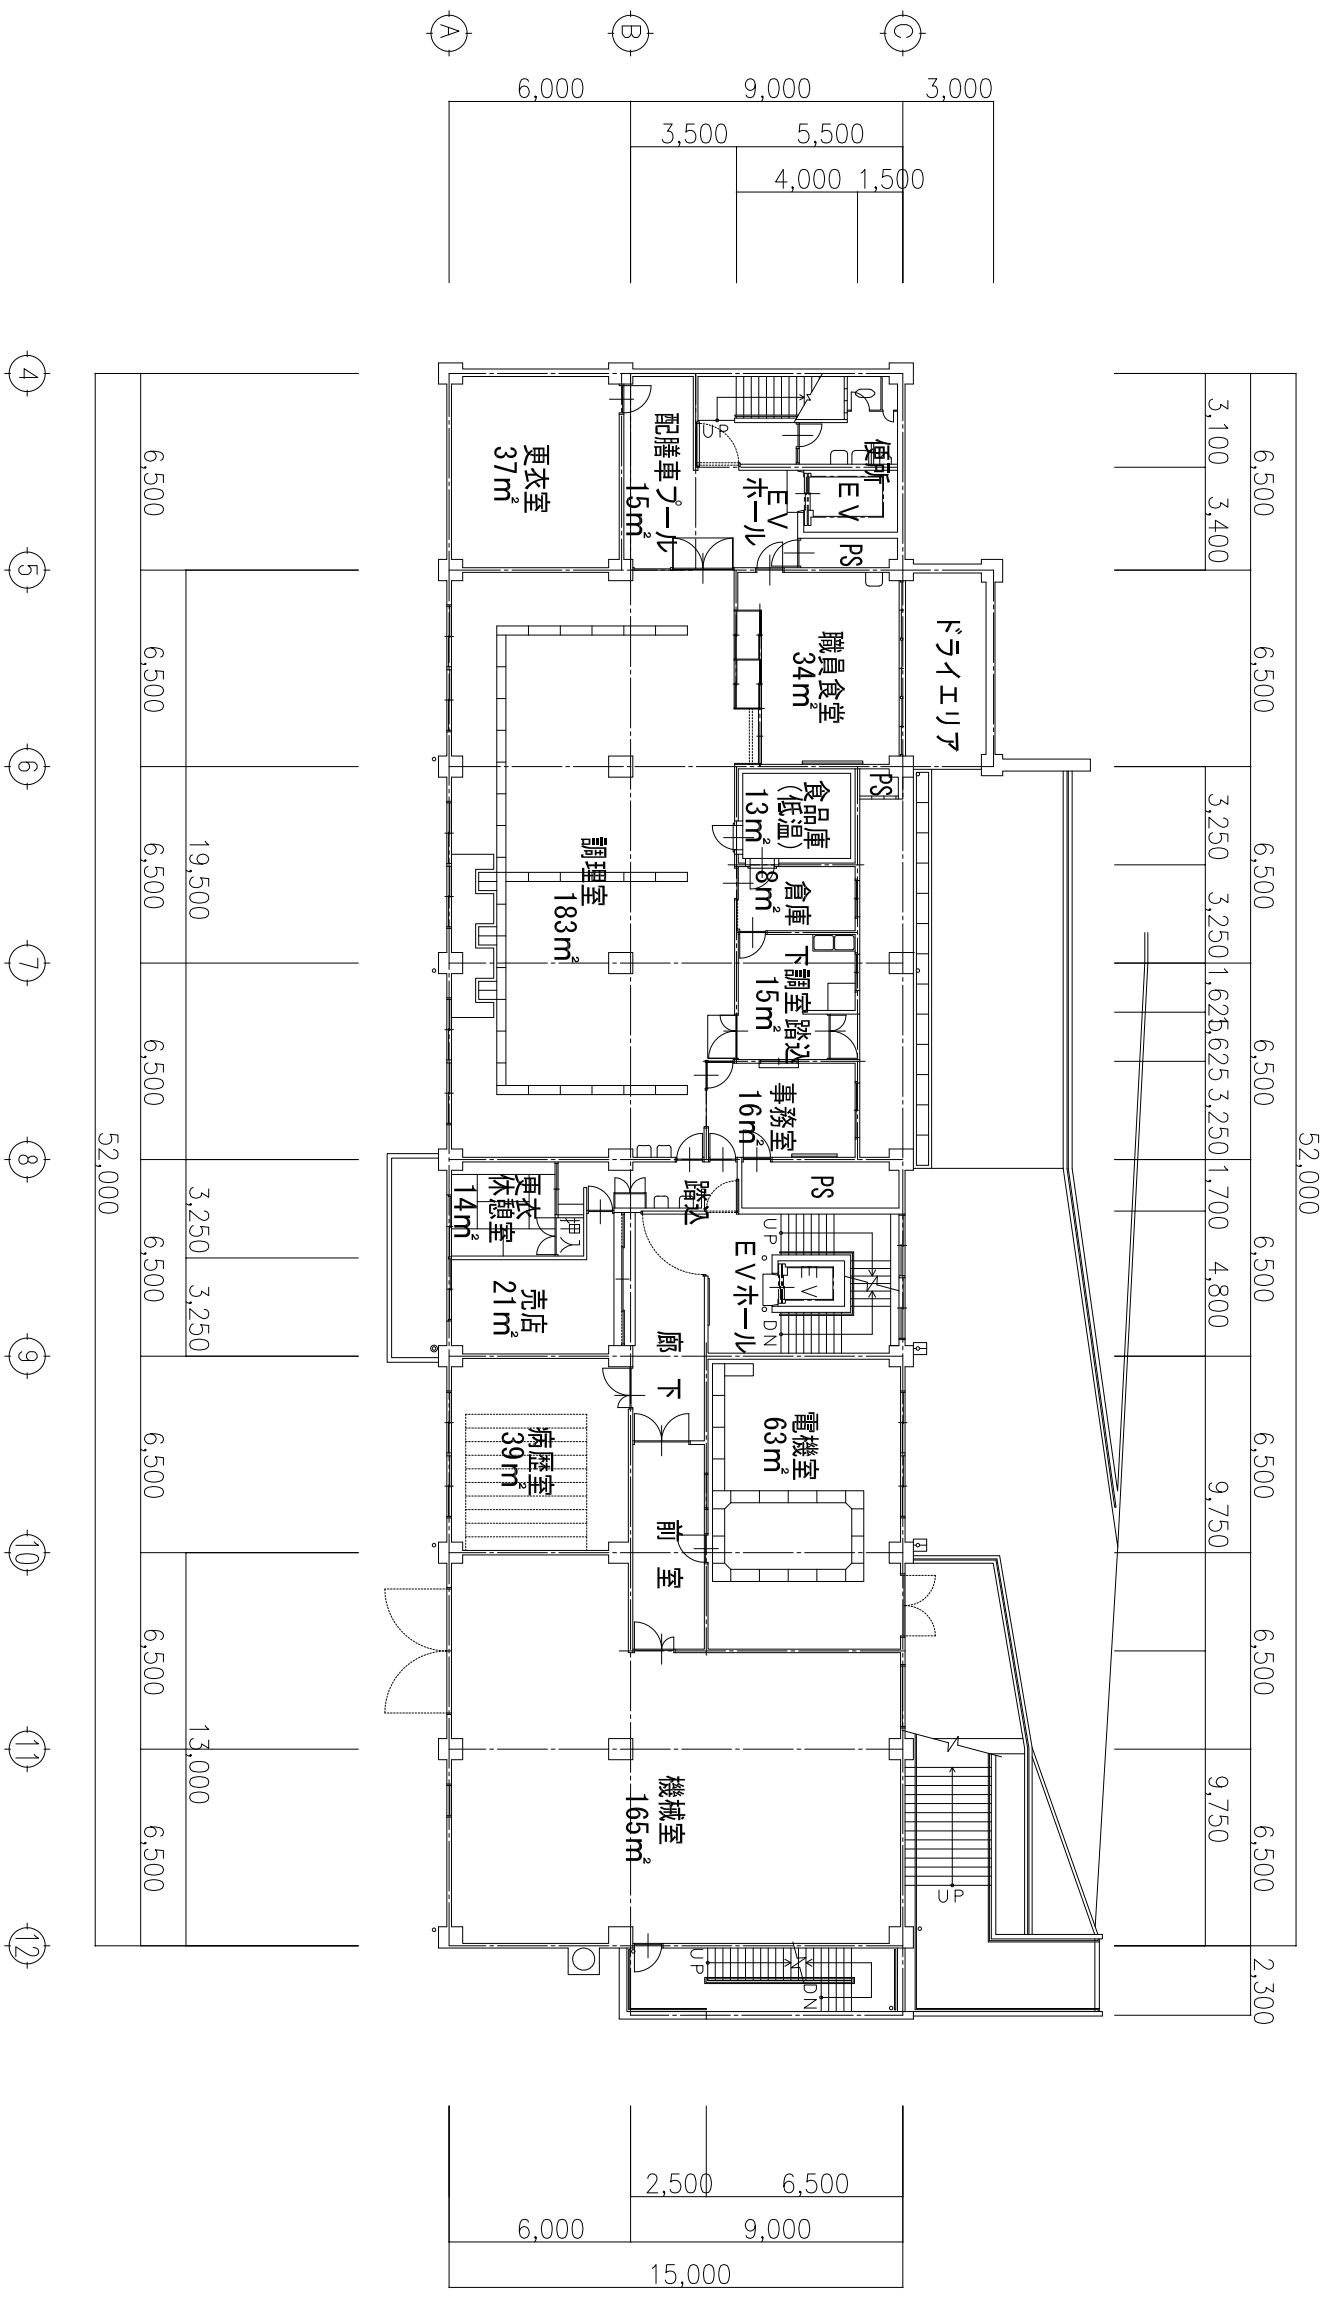 A
B
C
6,000
9,000
3,000
3,500
5,500
4,000
1,500
4
5
6
7
8
9
10
11
12
52,000
6,500
6,500
6,500
6,500
6,500
6,500
6,500
6,500
19,500
3,250
3,250
13,000
更衣室
37㎡
配膳車プール
15㎡
UP
便所
EV
ホール
EV
PS
職員食堂
34㎡
ドライエリア
PS
食品庫
(低温)
13㎡
倉庫
8㎡
調理室
183㎡
下調室
15㎡
踏込
事務室
16㎡
PS
踏込
更衣
休憩室
14㎡
押入
売店
21㎡
UP
EV
DN
EVホール
廊下
病歴室
39㎡
電機室
63㎡
前室
機械室
165㎡
UP
UP
DN
3,100
3,400
3,250
3,250
1,625
1,625
3,250
1,700
4,800
9,750
9,750
6,500
6,500
6,500
6,500
6,500
6,500
6,500
6,500
2,300
52,000
2,500
6,500
6,000
9,000
15,000